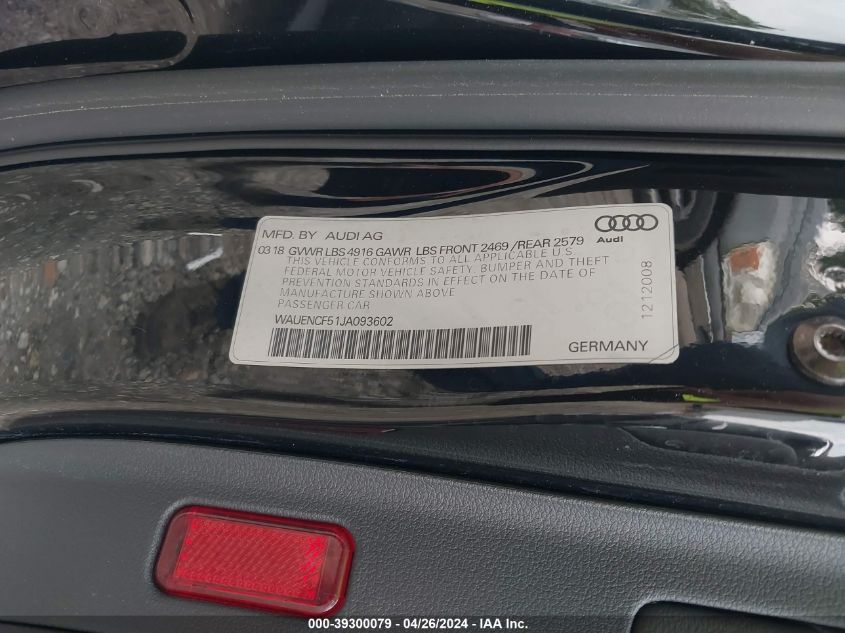 MFD. BY AUDI AG
Audi
03 18 GVWR LBS 4916 GAWR LBS FRONT 2469 /REAR 2579
THIS VEHICLE CONFORMS TO ALL APPLICABLE U.S.
FEDERAL MOTOR VEHICLE SAFETY, BUMPER AND THEFT
PREVENTION STANDARDS IN EFFECT ON THE DATE OF
MANUFACTURE SHOWN ABOVE
PASSENGER CAR
1212008
WAUENCF51JA093602
GERMANY
000-39300079 - 04/26/2024 - IAA Inc.